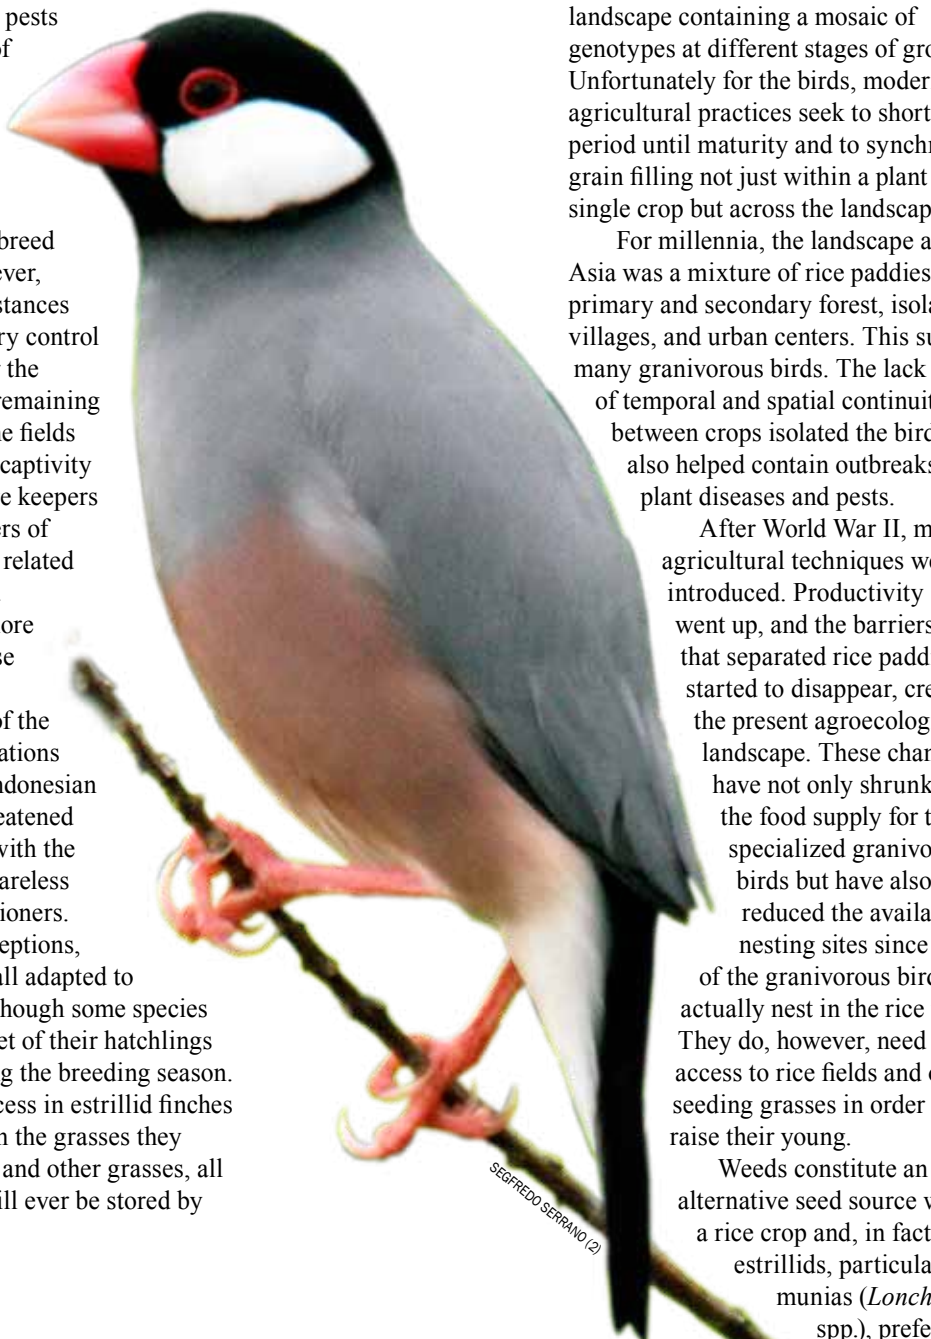 pests
of
breed
ever,
stances
ry control
the
remaining
e fields
captivity
e keepers
ers of
related
ore
se
of the
ations
ndonesian
eatened
with the
areless
ioners.
eptions,
all adapted to
hough some species
et of their hatchlings
g the breeding season.
cess in estrillid finches
n the grasses they
and other grasses, all
ill ever be stored by
SEGFREDO SERRANO (2)
landscape containing a mosaic of
genotypes at different stages of gro
Unfortunately for the birds, moder
agricultural practices seek to short
period until maturity and to synchr
grain filling not just within a plant
single crop but across the landscap
For millennia, the landscape a
Asia was a mixture of rice paddies
primary and secondary forest, isola
villages, and urban centers. This su
many granivorous birds. The lack
of temporal and spatial continuit
between crops isolated the bird
also helped contain outbreaks
plant diseases and pests.
After World War II, m
agricultural techniques we
introduced. Productivity
went up, and the barriers
that separated rice padd
started to disappear, cre
the present agroecolog
landscape. These chan
have not only shrunk
the food supply for t
specialized granivo
birds but have also
reduced the availa
nesting sites since
of the granivorous bird
actually nest in the rice
They do, however, need
access to rice fields and o
seeding grasses in order
raise their young.
Weeds constitute an
alternative seed source w
a rice crop and, in fact
estrillids, particula
munias (Lonch
spp.), prefe